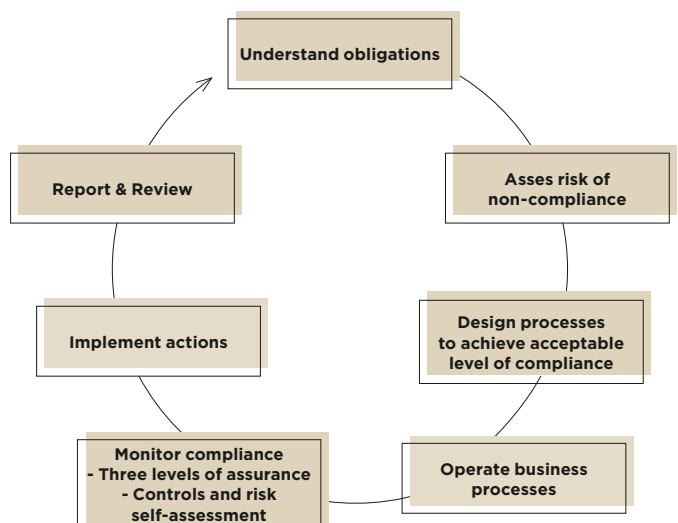 Understand obligations
Asses risk of
non-compliance
Design processes
to achieve acceptable
level of compliance
Operate business
processes
Monitor compliance
- Three levels of assurance
- Controls and risk
self-assessment
Implement actions
Report & Review